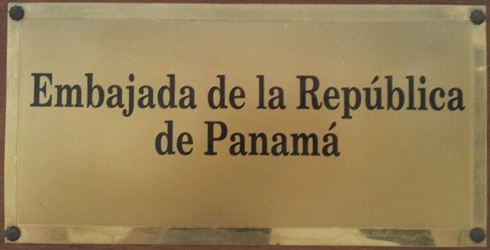 Embajada de la República
de Panamá